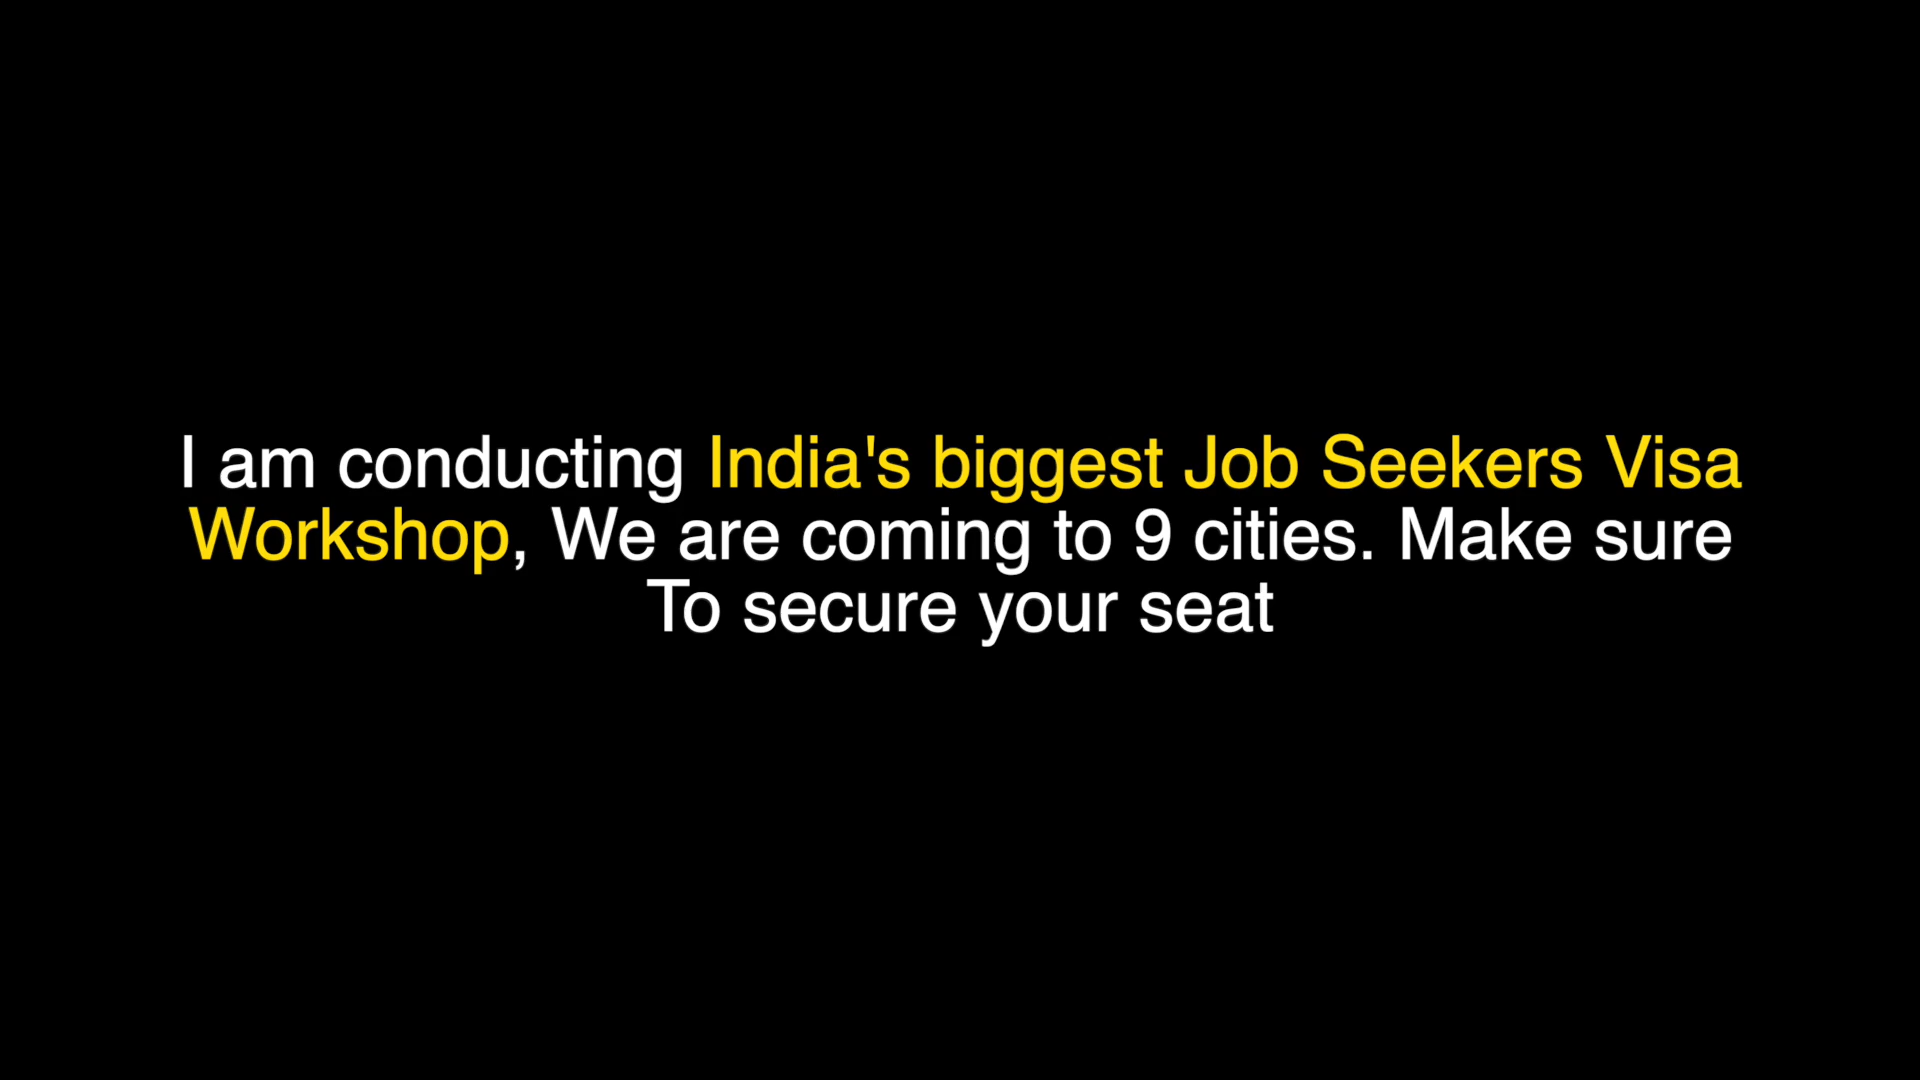 I am conducting India's biggest Job Seekers Visa
Workshop, We are coming to 9 cities. Make sure
To secure your seat